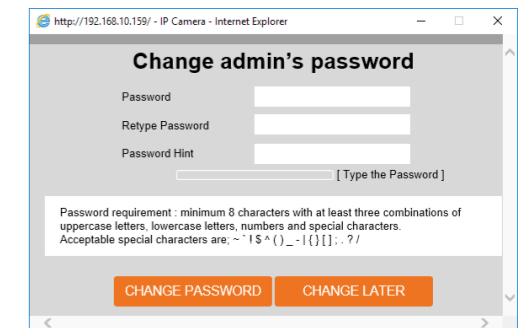 http://192.168.10.159/ - IP Camera - Internet Explorer
Change admin's password
Password
Retype Password
Password Hint
[ Type the Password ]
Password requirement : minimum 8 characters with at least three combinations of
uppercase letters, lowercase letters, numbers and special characters.
Acceptable special characters are; ~ ` ! $ ^ ( ) _ - | { } [ ] ; . ? /
CHANGE PASSWORD CHANGE LATER